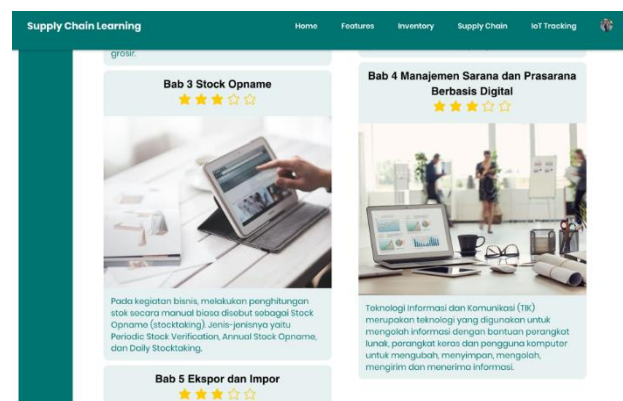 Supply Chain Learning
Home
Features
Inventory
Supply Chain
IoT Tracking
grosir.
Bab 3 Stock Opname
Pada kegiatan bisnis, melakukan penghitungan
stok secara manual biasa disebut sebagai Stock
Opname (stocktaking). Jenis-jenisnya yaitu
Periodic Stock Verification, Annual Stock Opname,
dan Daily Stocktaking.
Bab 5 Ekspor dan Impor
Bab 4 Manajemen Sarana dan Prasarana
Berbasis Digital
Teknologi Informasi dan Komunikasi (TIK)
merupakan teknologi yang digunakan untuk
mengolah informasi dengan bantuan perangkat
lunak, perangkat keras dan pengguna komputer
untuk mengubah, menyimpan, mengolah,
mengirim dan menerima informasi.